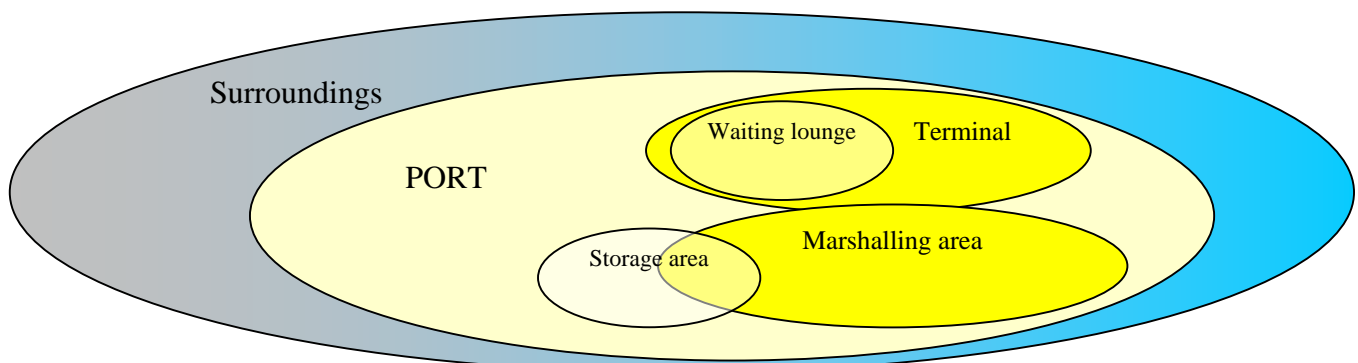 Surroundings
Waiting lounge
Terminal
PORT
Marshalling area
Storage area